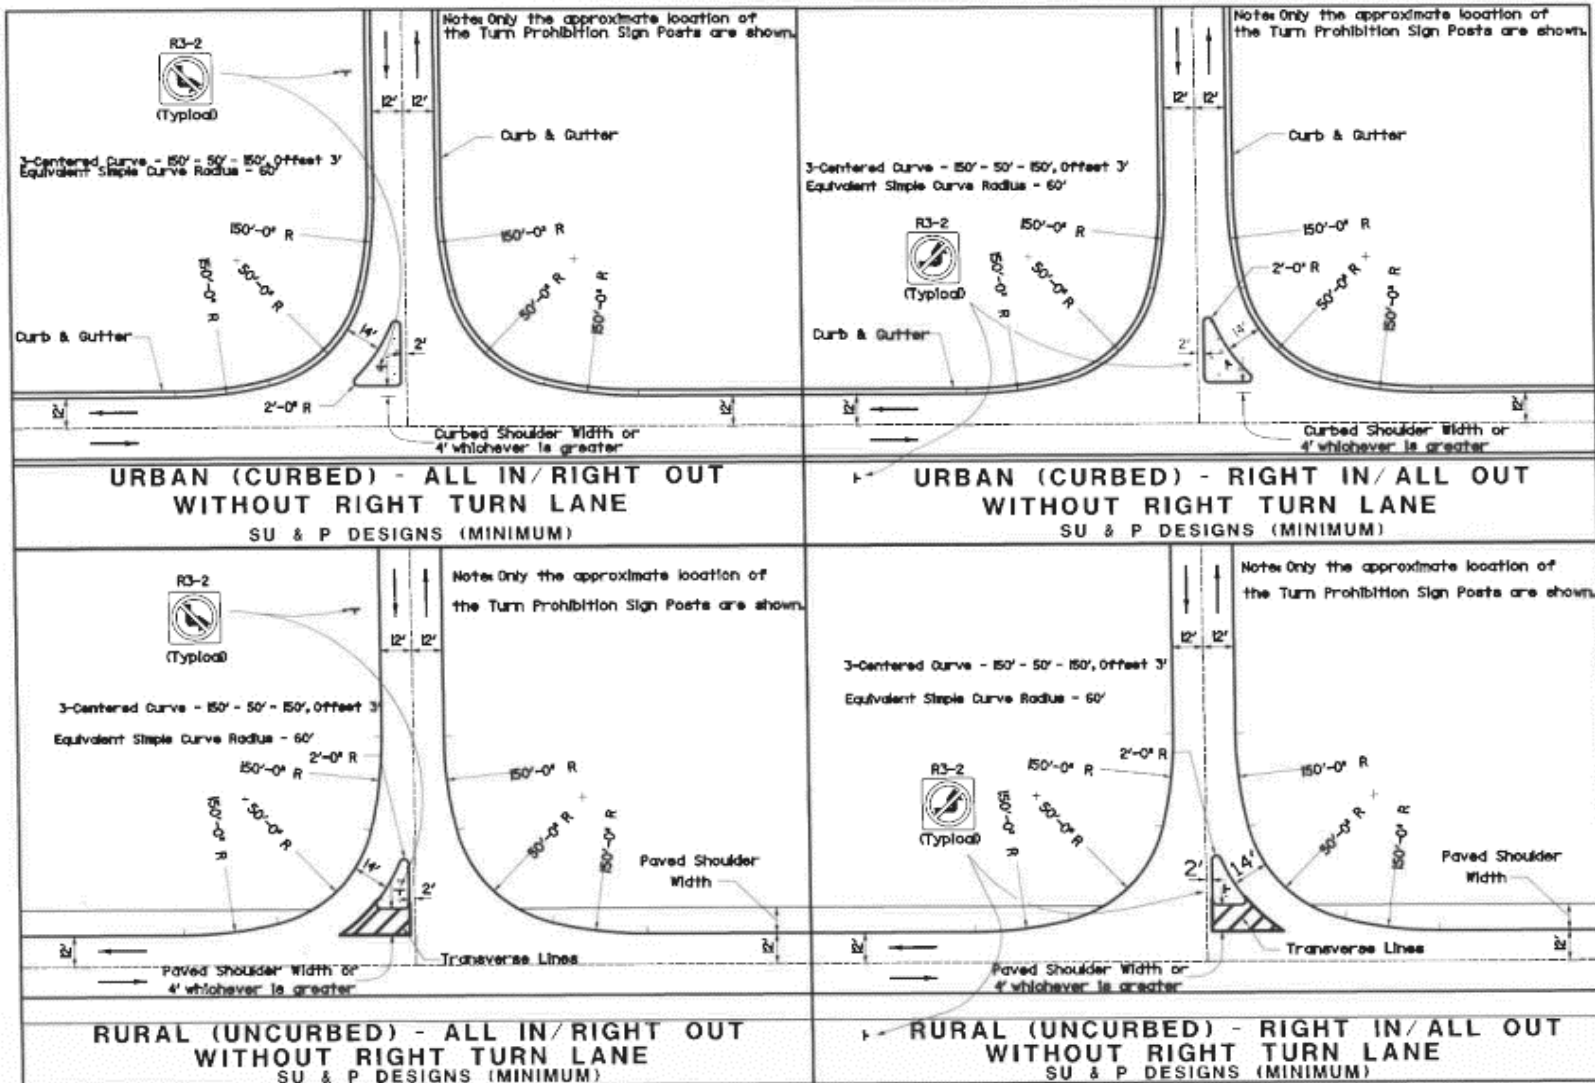 Note: Only the approximate location of
the Turn Prohibition Sign Posts are shown.
R3-2
(Typical)
12'
12'
Curb & Gutter
3-Centered Curve - 150' - 50' - 150', Offset 3'
Equivalent Simple Curve Radius - 60'
150'-0" R
150'-0" R
150'-0" R
50'-0" R
50'-0" R
150'-0" R
Curb & Gutter
14'
2'
2'-0" R
12'
12'
Curbed Shoulder Width or
4' whichever is greater
URBAN (CURBED) - ALL IN/RIGHT OUT
WITHOUT RIGHT TURN LANE
SU & P DESIGNS (MINIMUM)
Note: Only the approximate location of
the Turn Prohibition Sign Posts are shown.
12'
12'
Curb & Gutter
3-Centered Curve - 150' - 50' - 150', Offset 3'
Equivalent Simple Curve Radius - 60'
R3-2
(Typical)
150'-0" R
150'-0" R
150'-0" R
50'-0" R
2'-0" R
50'-0" R
150'-0" R
Curb & Gutter
2'
14'
12'
12'
Curbed Shoulder Width or
4' whichever is greater
URBAN (CURBED) - RIGHT IN/ALL OUT
WITHOUT RIGHT TURN LANE
SU & P DESIGNS (MINIMUM)
R3-2
(Typical)
Note: Only the approximate location of
the Turn Prohibition Sign Posts are shown.
12'
12'
3-Centered Curve - 150' - 50' - 150', Offset 3'
Equivalent Simple Curve Radius - 60'
2'-0" R
150'-0" R
150'-0" R
150'-0" R
50'-0" R
50'-0" R
150'-0" R
14'
2'
Paved Shoulder
Width
12'
12'
Transverse Lines
Paved Shoulder Width or
4' whichever is greater
RURAL (UNCURBED) - ALL IN/RIGHT OUT
WITHOUT RIGHT TURN LANE
SU & P DESIGNS (MINIMUM)
Note: Only the approximate location of
the Turn Prohibition Sign Posts are shown.
12'
12'
3-Centered Curve - 150' - 50' - 150', Offset 3'
Equivalent Simple Curve Radius - 60'
2'-0" R
R3-2
(Typical)
150'-0" R
150'-0" R
150'-0" R
50'-0" R
50'-0" R
150'-0" R
2'
14'
Paved Shoulder
Width
12'
12'
Transverse Lines
Paved Shoulder Width or
4' whichever is greater
RURAL (UNCURBED) - RIGHT IN/ALL OUT
WITHOUT RIGHT TURN LANE
SU & P DESIGNS (MINIMUM)